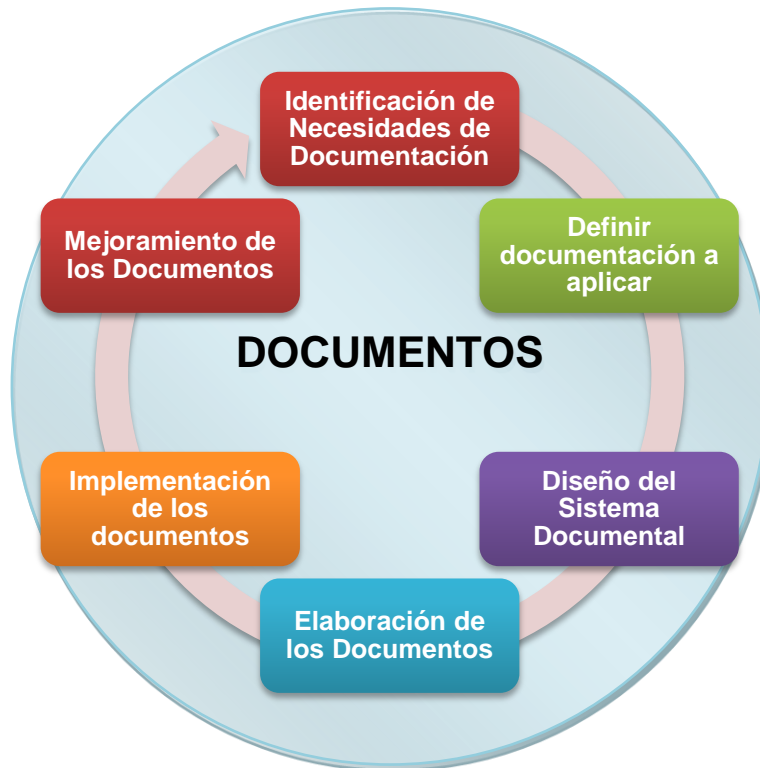 Identificación de
Necesidades de
Documentación
Definir
documentación a
aplicar
Diseño del
Sistema
Documental
Elaboración de
los Documentos
Implementación
de los
documentos
Mejoramiento de
los Documentos
DOCUMENTOS